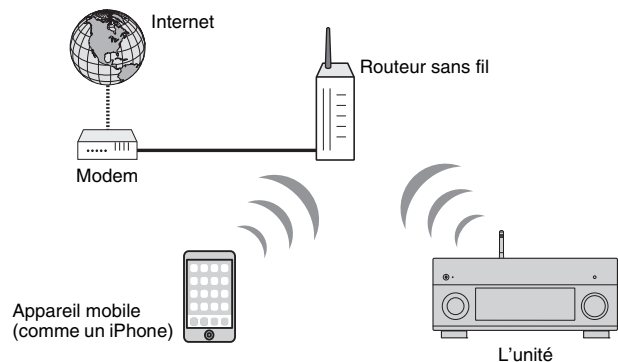 Internet
Routeur sans fil
Modem
Appareil mobile
(comme un iPhone)
L'unité